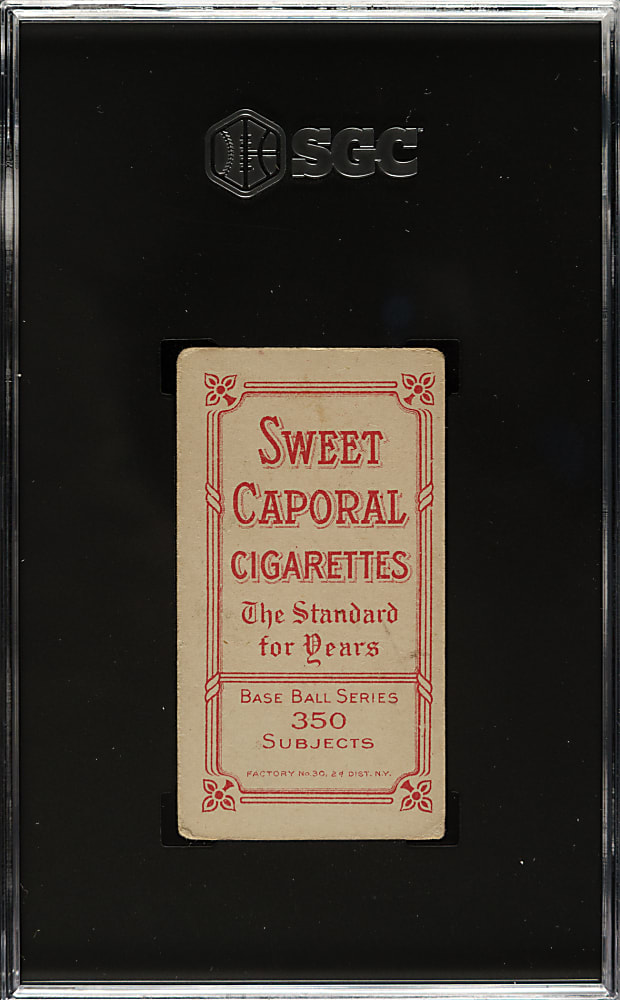 SGC
SWEET
CAPORAL
CIGARETTES
The Standard
for Years
BASE BALL SERIES
350
SUBJECTS
FACTORY No. 30, 2d DIST. N.Y.